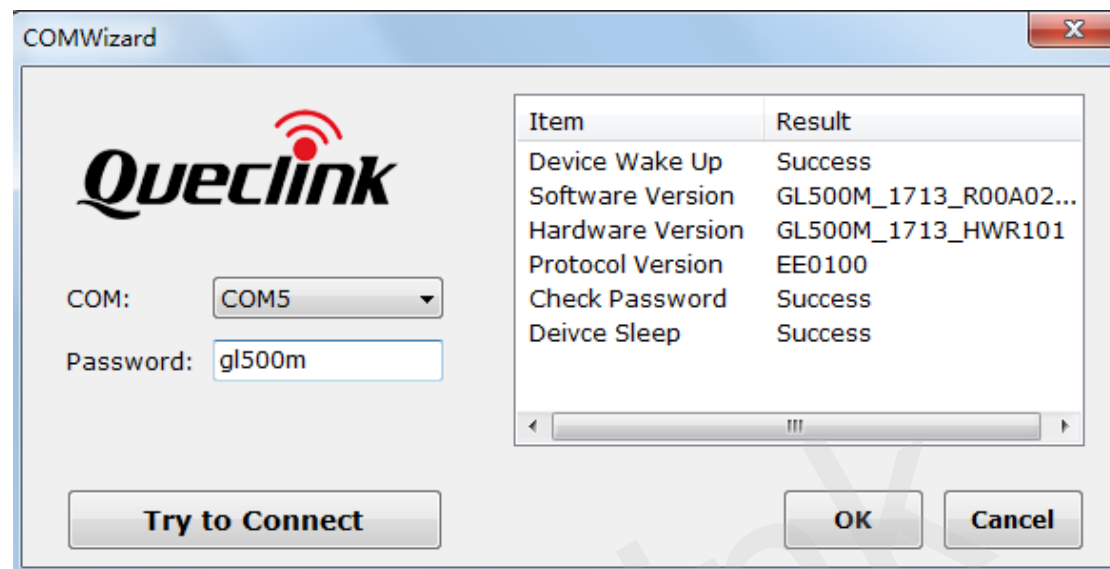 COMWizard
Queclink
COM: COM5
Password: gl500m
Try to Connect
Item Result
Device Wake Up Success
Software Version GL500M_1713_R00A02...
Hardware Version GL500M_1713_HWR101
Protocol Version EE0100
Check Password Success
Deivce Sleep Success
OK
Cancel